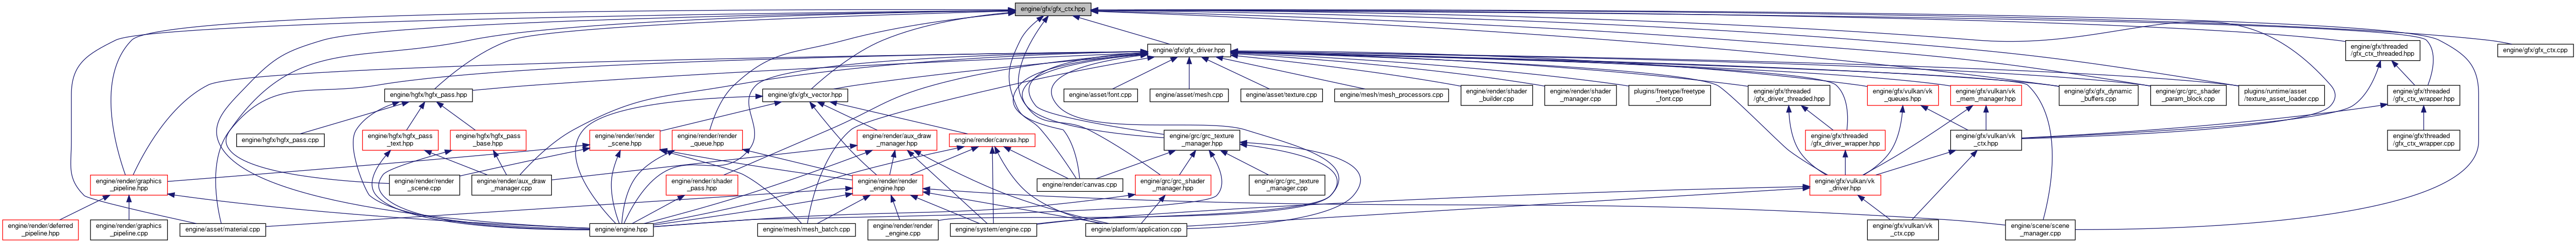 engine/gfx/gfx_ctx.hpp
engine/gfx/gfx_driver.hpp
engine/gfx/threaded
/gfx_ctx_threaded.hpp
engine/gfx/gfx_ctx.cpp
engine/hgfx/hgfx_pass.hpp
engine/gfx/gfx_vector.hpp
engine/asset/font.cpp
engine/asset/mesh.cpp
engine/asset/texture.cpp
engine/mesh/mesh_processors.cpp
engine/render/shader
_builder.cpp
engine/render/shader
_manager.cpp
plugins/freetype/freetype
_font.cpp
engine/gfx/threaded
/gfx_driver_threaded.hpp
engine/gfx/vulkan/vk
_queues.hpp
engine/gfx/vulkan/vk
_mem_manager.hpp
engine/gfx/gfx_dynamic
_buffers.cpp
engine/grc/grc_shader
_param_block.cpp
plugins/runtime/asset
/texture_asset_loader.cpp
engine/gfx/threaded
/gfx_ctx_wrapper.hpp
engine/hgfx/hgfx_pass.cpp
engine/hgfx/hgfx_pass
_text.hpp
engine/hgfx/hgfx_pass
_base.hpp
engine/render/render
_scene.hpp
engine/render/render
_queue.hpp
engine/render/aux_draw
_manager.hpp
engine/render/canvas.hpp
engine/grc/grc_texture
_manager.hpp
engine/gfx/threaded
/gfx_driver_wrapper.hpp
engine/gfx/vulkan/vk
_ctx.hpp
engine/gfx/threaded
/gfx_ctx_wrapper.cpp
engine/render/graphics
_pipeline.hpp
engine/render/render
_scene.cpp
engine/render/aux_draw
_manager.cpp
engine/render/shader
_pass.hpp
engine/render/render
_engine.hpp
engine/render/canvas.cpp
engine/grc/grc_shader
_manager.hpp
engine/grc/grc_texture
_manager.cpp
engine/gfx/vulkan/vk
_driver.hpp
engine/render/deferred
_pipeline.hpp
engine/render/graphics
_pipeline.cpp
engine/asset/material.cpp
engine/engine.hpp
engine/mesh/mesh_batch.cpp
engine/render/render
_engine.cpp
engine/system/engine.cpp
engine/platform/application.cpp
engine/gfx/vulkan/vk
_ctx.cpp
engine/scene/scene
_manager.cpp